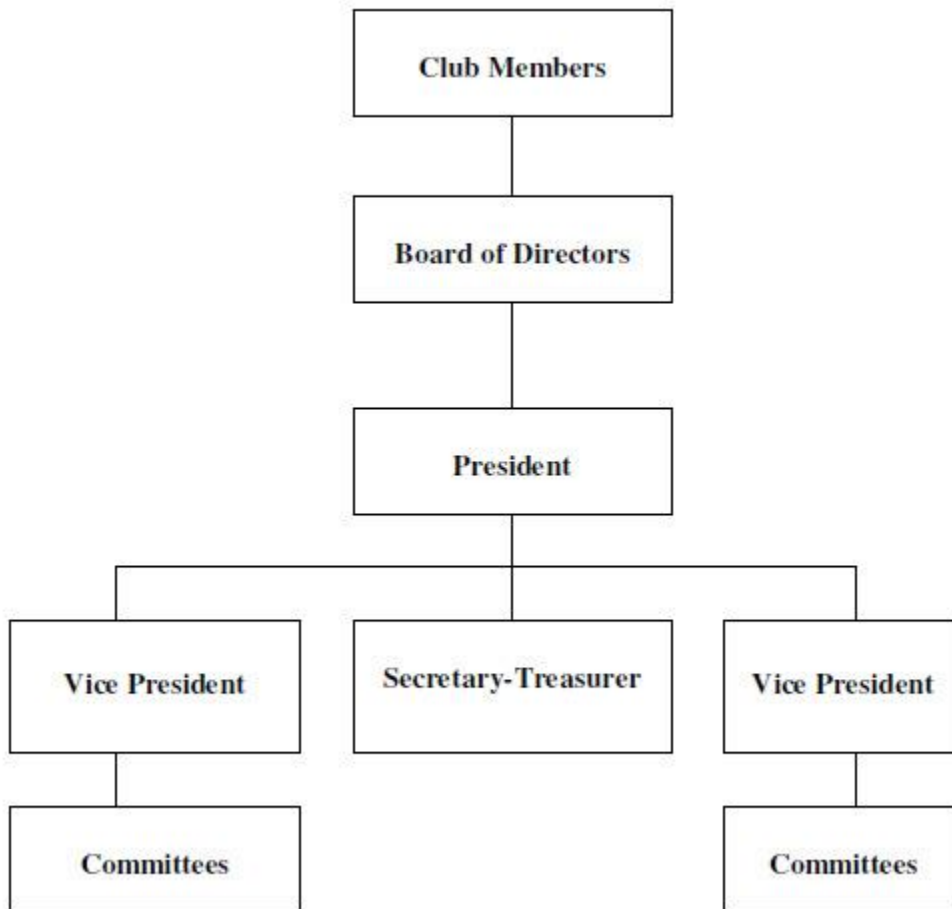 Club Members
Board of Directors
President
Vice President
Secretary-Treasurer
Vice President
Committees
Committees